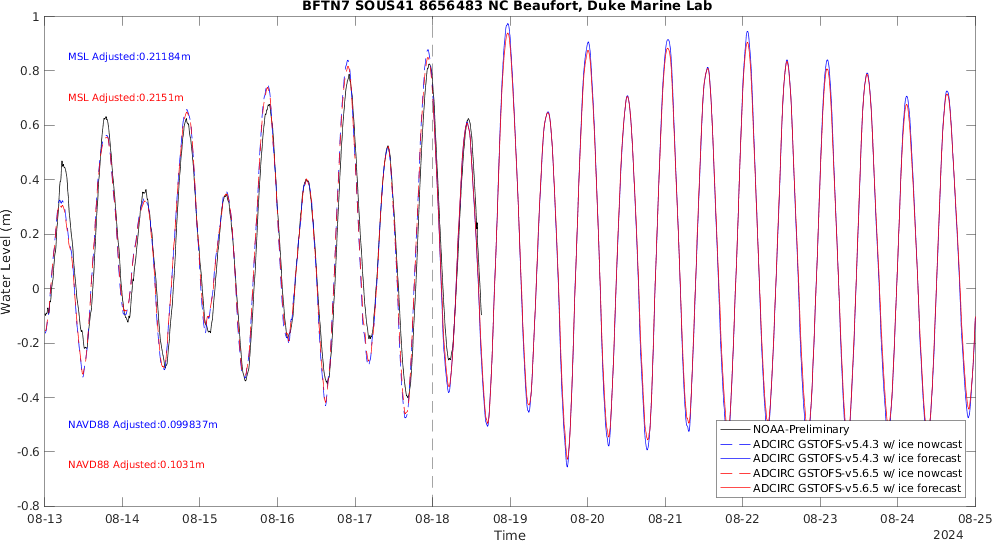 BFTN7 SOUS41 8656483 NC Beaufort, Duke Marine Lab
1
0.8
0.6
0.4
0.2
0
-0.2
-0.4
-0.6
-0.8
Water Level (m)
MSL Adjusted:0.21184m
MSL Adjusted:0.2151m
NAVD88 Adjusted:0.099837m
NAVD88 Adjusted:0.1031m
NOAA-Preliminary
ADCIRC GSTOFS-v5.4.3 w/ ice nowcast
ADCIRC GSTOFS-v5.4.3 w/ ice forecast
ADCIRC GSTOFS-v5.6.5 w/ ice nowcast
ADCIRC GSTOFS-v5.6.5 w/ ice forecast
08-13 08-14 08-15 08-16 08-17 08-18 08-19 08-20 08-21 08-22 08-23 08-24 08-25
Time
2024